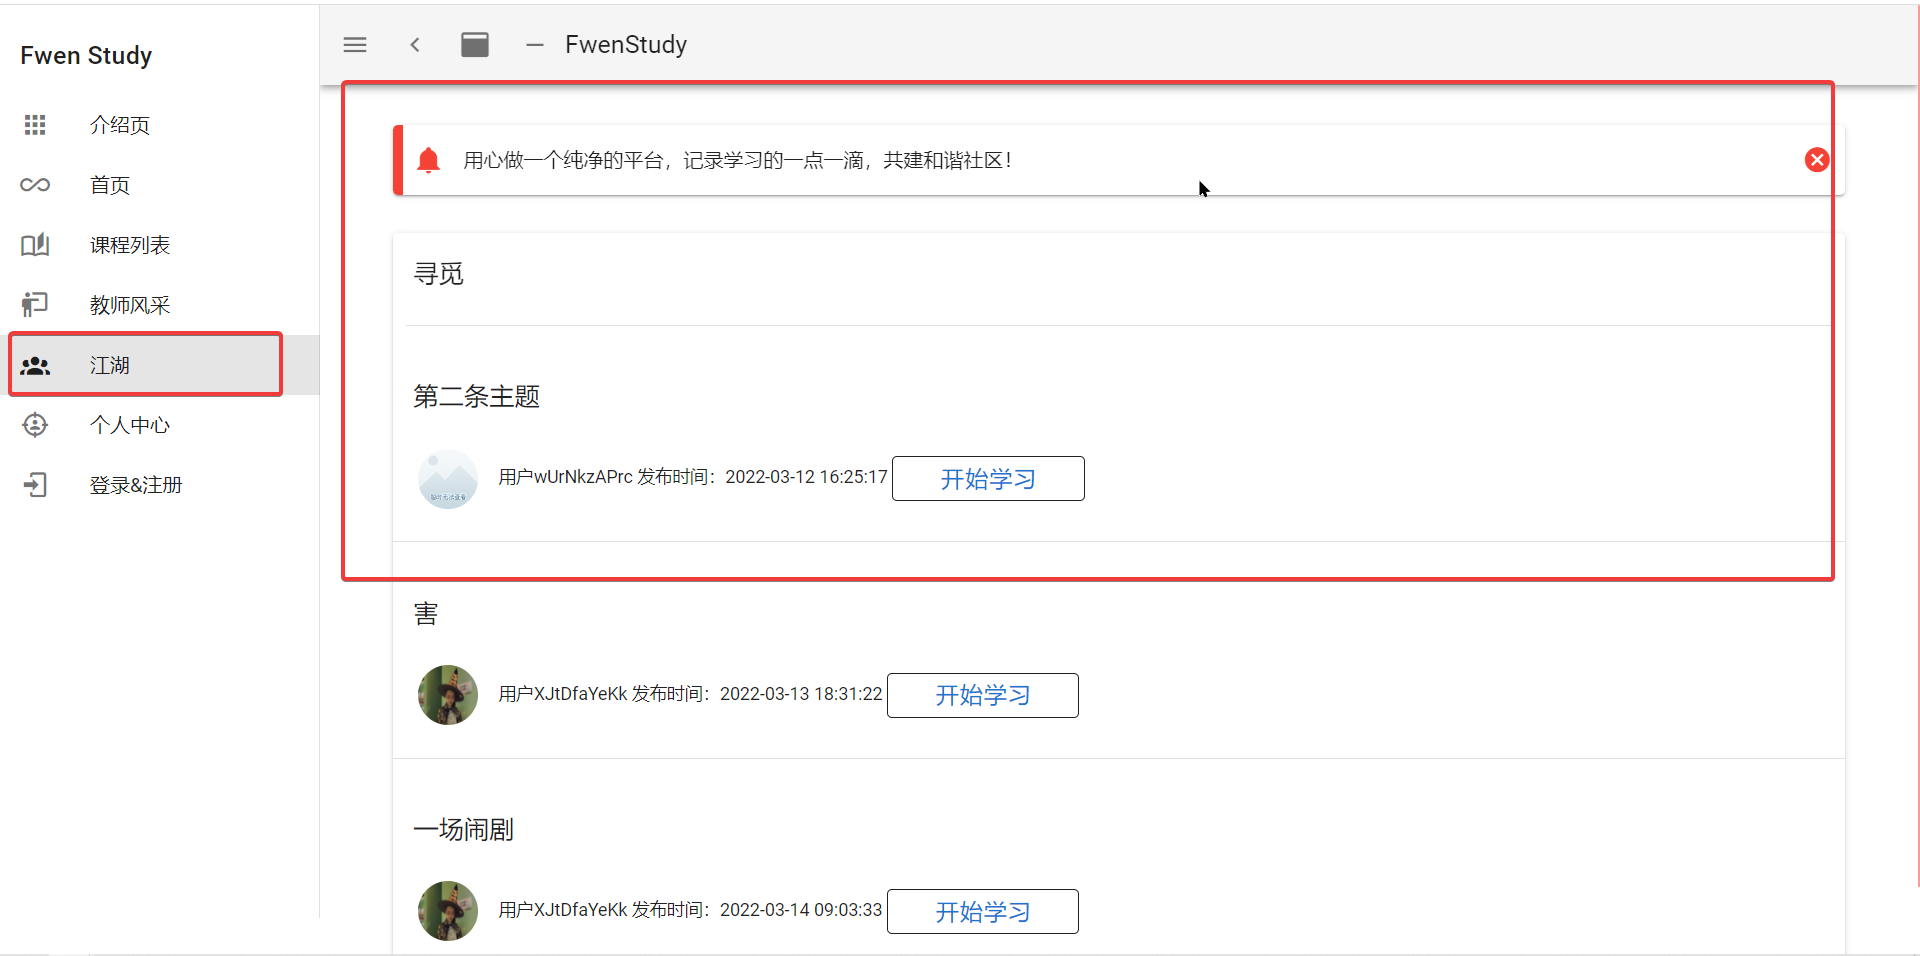 Fwen Study
介绍页
首页
课程列表
教师风采
江湖
个人中心
登录&注册
FwenStudy
用心做一个纯净的平台，记录学习的一点一滴，共建和谐社区！
寻觅
第二条主题
暂时无法查看
用户wUrNkzAPrc 发布时间：2022-03-12 16:25:17 开始学习
害
用户XJtDfaYeKk 发布时间：2022-03-13 18:31:22 开始学习
一场闹剧
用户XJtDfaYeKk 发布时间：2022-03-14 09:03:33 开始学习